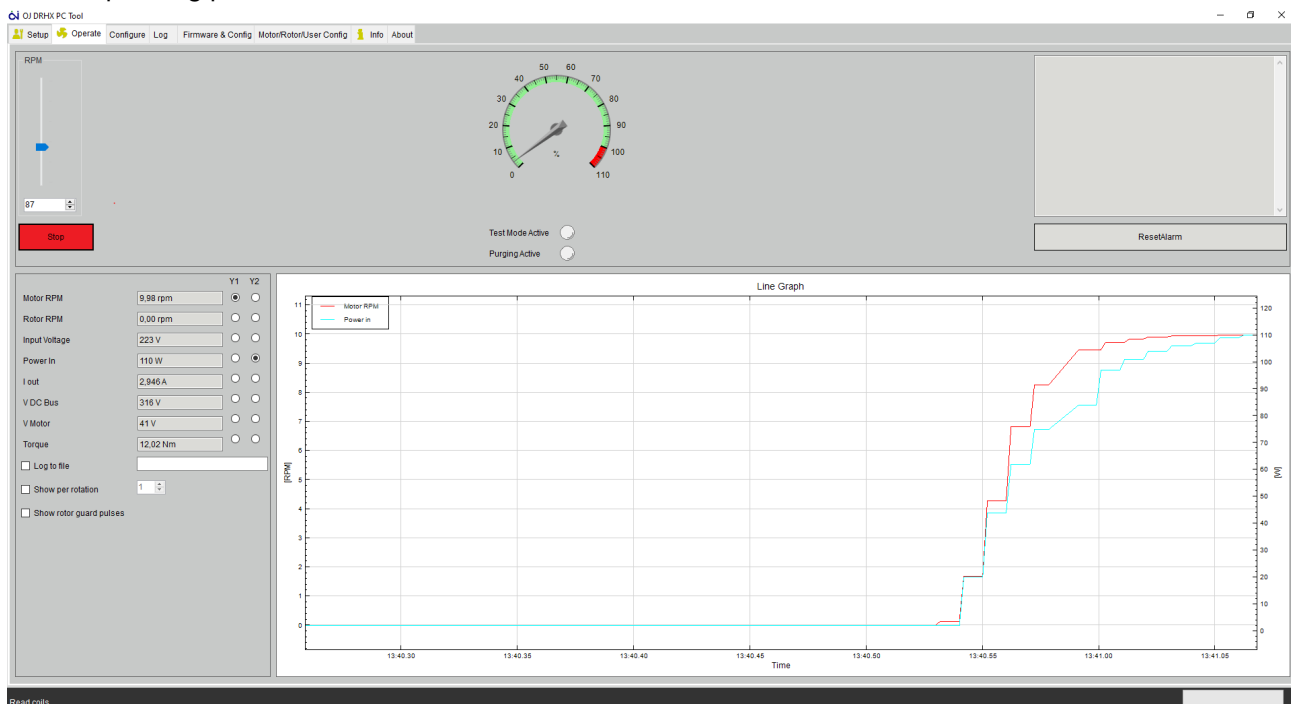 OJ DRHX PC Tool
Setup Operate Configure Log Firmware & Config Motor/Rotor/User Config Info About
RPM
50 60
40 70
30 80
20 90
10 % 100
0 110
87
Stop
Test Mode Active
Purging Active
ResetAlarm
Y1 Y2
Motor RPM 9,98 rpm
Rotor RPM 0,00 rpm
Input Voltage 223 V
Power In 110 W
I out 2,946 A
V DC Bus 316 V
V Motor 41 V
Torque 12,02 Nm
Log to file
Show per rotation 1
Show rotor guard pulses
Line Graph
Motor RPM
Power in
11
10
9
8
7
6
5
4
3
2
1
0
[RPM]
120
110
100
90
80
70
60
50
40
30
20
10
0
[W]
13:40.30 13:40.35 13:40.40 13:40.45 13:40.50 13:40.55 13:41.00 13:41.05
Time
Read coils